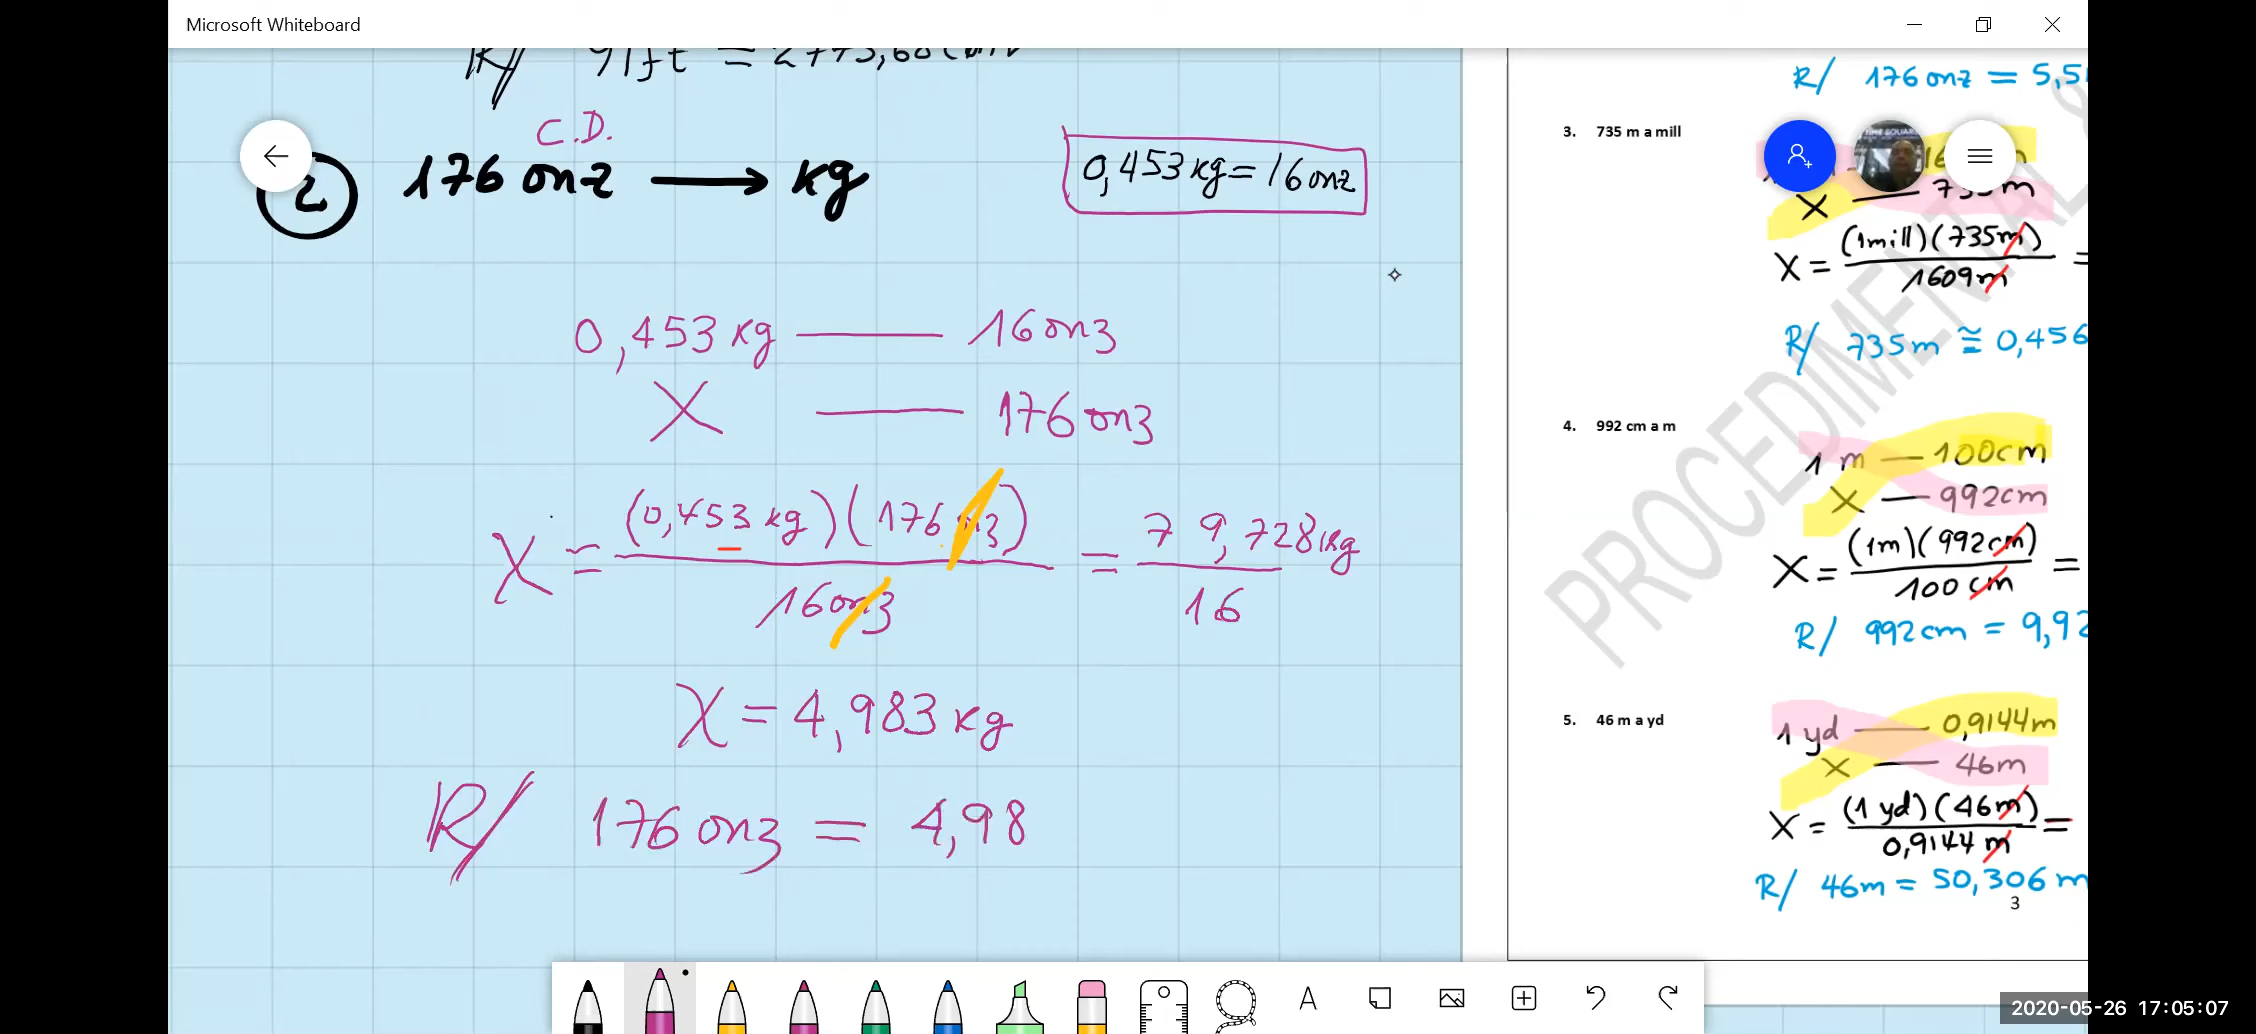 Microsoft Whiteboard
R/ 91ft =
C.D.
2 176 onz → kg
0,453 kg = 16 onz
0,453 kg — 16 onz
X — 176 onz
X = (0,453 kg)(176 onz) / 16 onz = 79,728 kg / 16
X = 4,983 kg
R/ 176 onz = 4,98
R/ 176 onz = 5,5
3. 735 m a mill
X — 735m
X = (1mill)(735m) / 1609m =
R/ 735m ≅ 0,456
4. 992 cm a m
1 m — 100cm
X — 992cm
X = (1m)(992cm) / 100 cm =
R/ 992cm = 9,92
5. 46 m a yd
1 yd — 0,9144m
X — 46m
X = (1 yd)(46m) / 0,9144 m =
R/ 46m = 50,306 m
3
PROCEDIMENTAL
A
2020-05-26 17:05:07